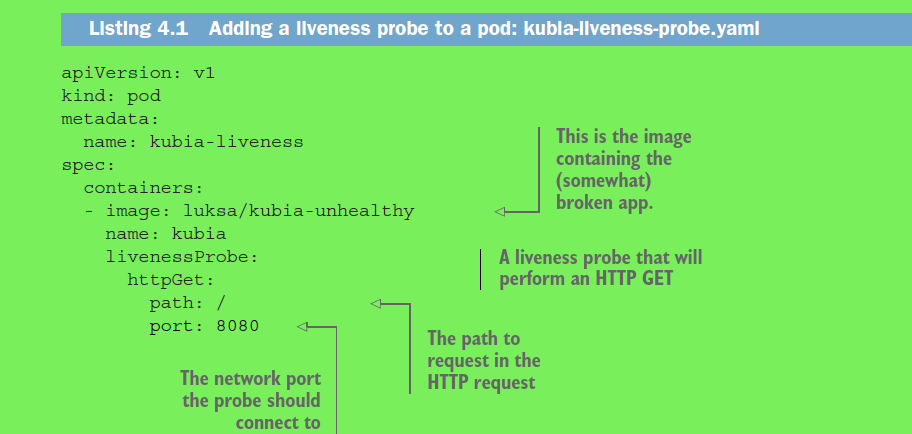 Listing 4.1 Adding a liveness probe to a pod: kubia-liveness-probe.yaml
apiVersion: v1
kind: pod
metadata:
  name: kubia-liveness
spec:
  containers:
  - image: luksa/kubia-unhealthy
    name: kubia
    livenessProbe:
      httpGet:
        path: /
        port: 8080
This is the image
containing the
(somewhat)
broken app.
A liveness probe that will
perform an HTTP GET
The path to
request in the
HTTP request
The network port
the probe should
connect to